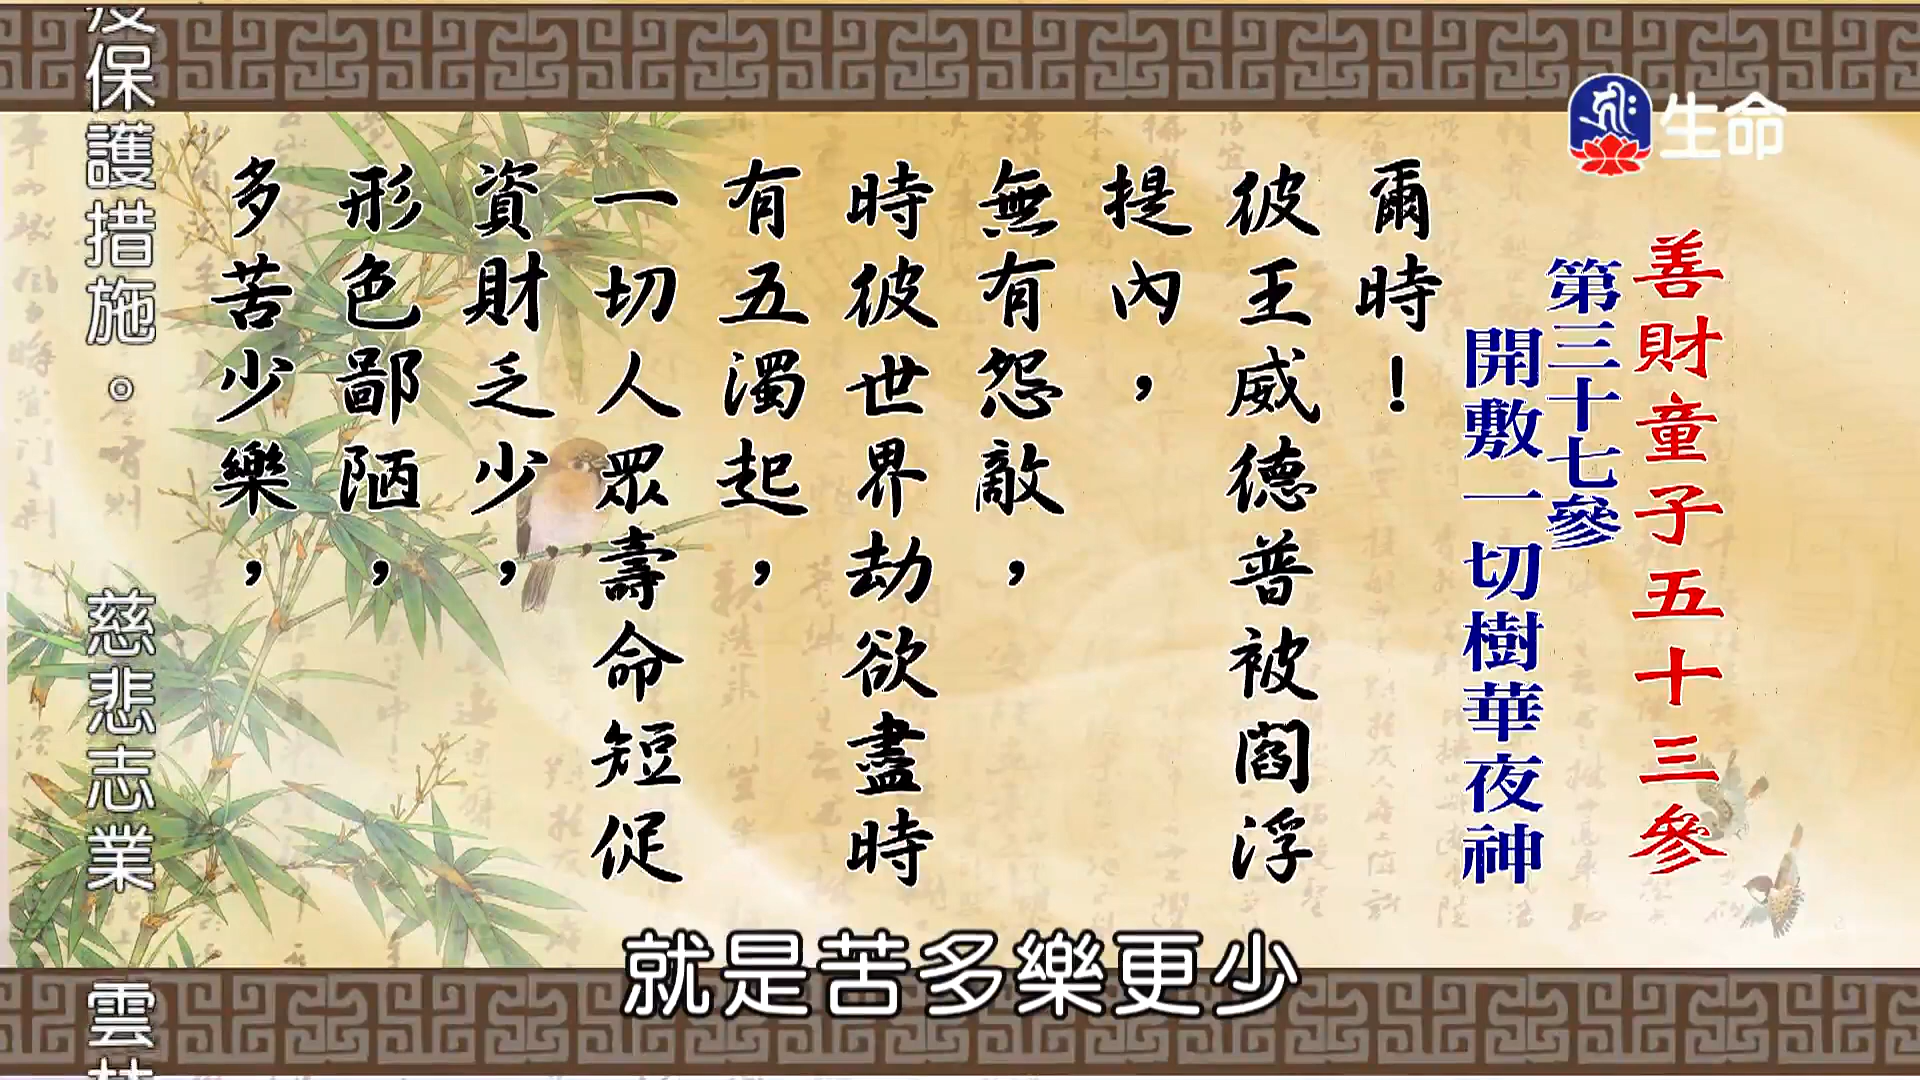 生命
善財童子五十三參
第三十七參
開敷一切樹華夜神
爾時！
彼王威德普被閻浮
提內，
無有怨敵，
時彼世界劫欲盡時
有五濁起，
一切人眾壽命短促
資財乏少，
形色鄙陋，
多苦少樂，
保護措施。 慈悲志業 雲
就是苦多樂更少